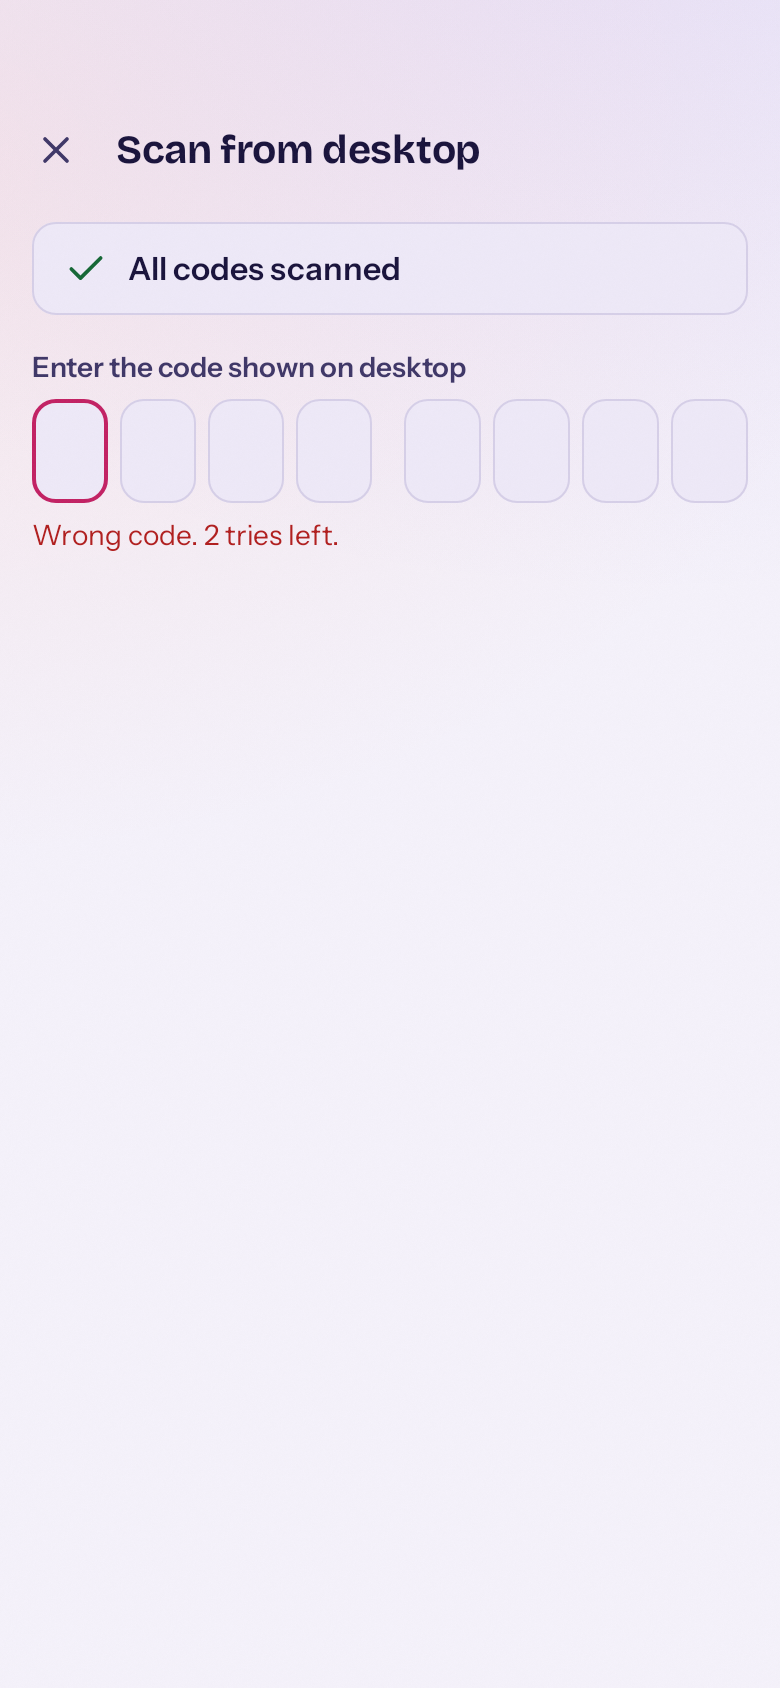 Scan from desktop
All codes scanned
Enter the code shown on desktop
Wrong code. 2 tries left.